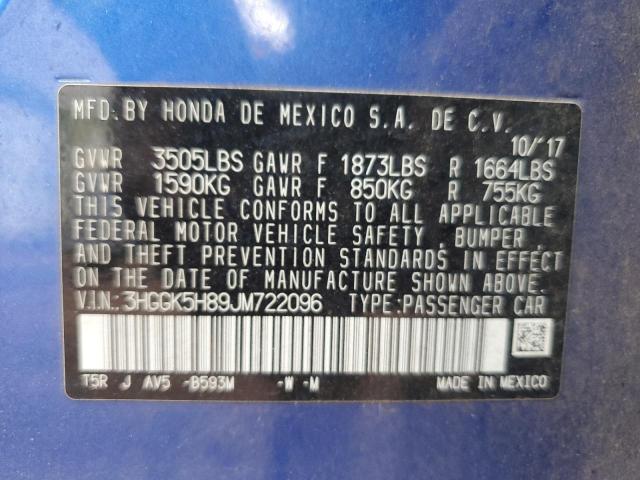 MFD.BY HONDA DE MEXICO S.A. DE C.V.
10/'17
GVWR 3505LBS GAWR F 1873LBS R 1664LBS
GVWR 1590KG GAWR F 850KG R 755KG
THIS VEHICLE CONFORMS TO ALL APPLICABLE
FEDERAL MOTOR VEHICLE SAFETY, BUMPER,
AND THEFT PREVENTION STANDARDS IN EFFECT
ON THE DATE OF MANUFACTURE SHOWN ABOVE.
V.I.N.: 3HGGK5H89JM722096 TYPE:PASSENGER CAR
T5R J AV5 -B593M -W -M MADE IN MEXICO